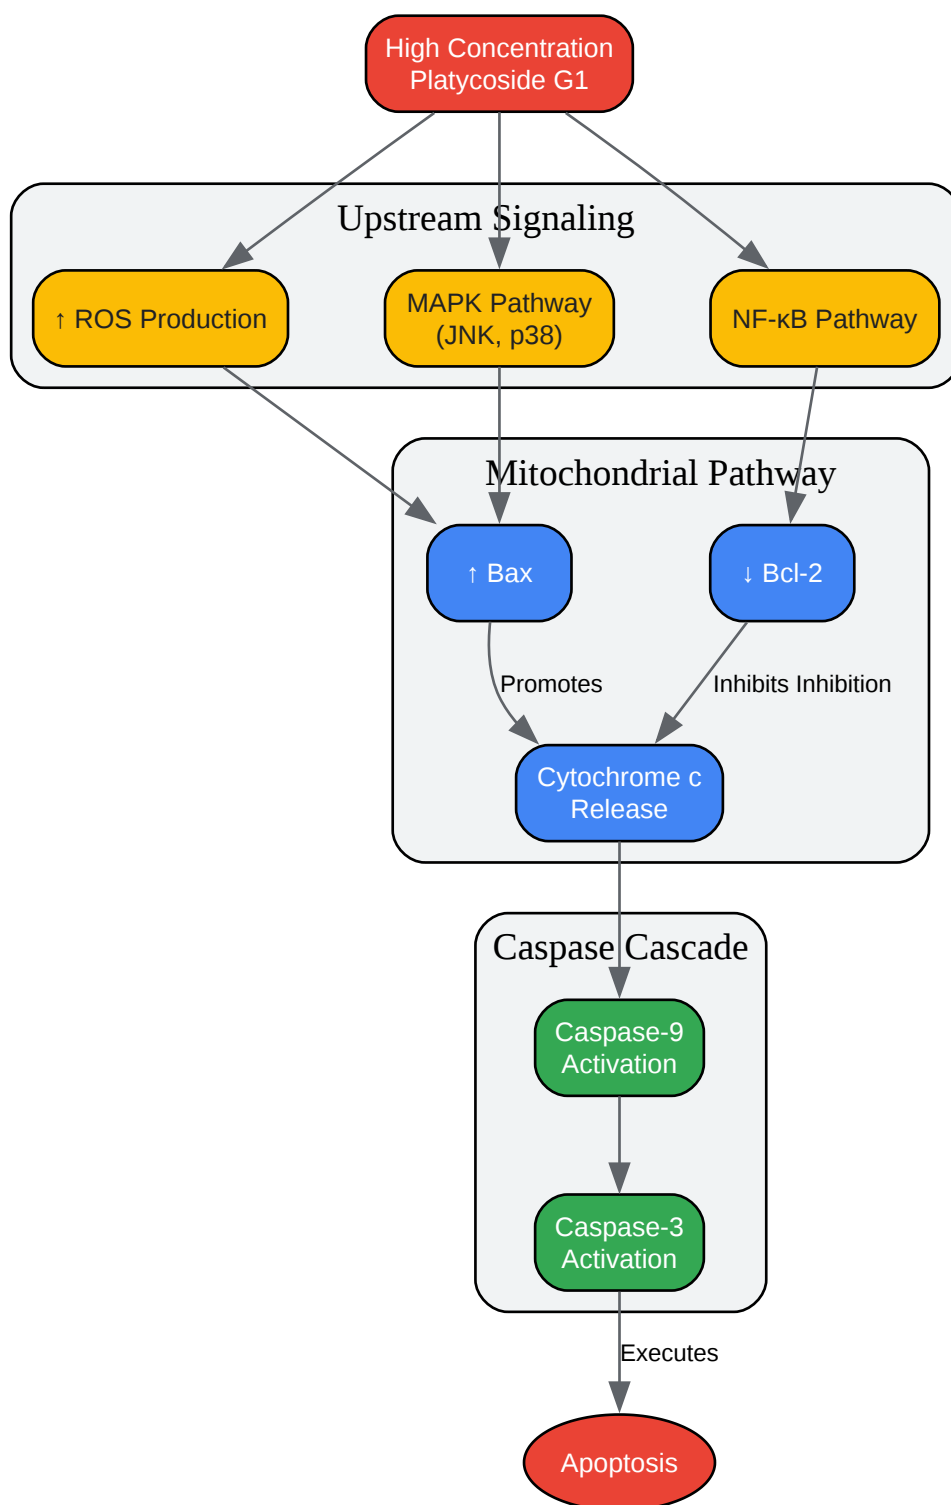 High Concentration
Platycoside G1
Upstream Signaling
↑ ROS Production
MAPK Pathway
(JNK, p38)
NF-κB Pathway
Mitochondrial Pathway
↑ Bax
↓ Bcl-2
Promotes
Inhibits Inhibition
Cytochrome c
Release
Caspase Cascade
Caspase-9
Activation
Caspase-3
Activation
Executes
Apoptosis